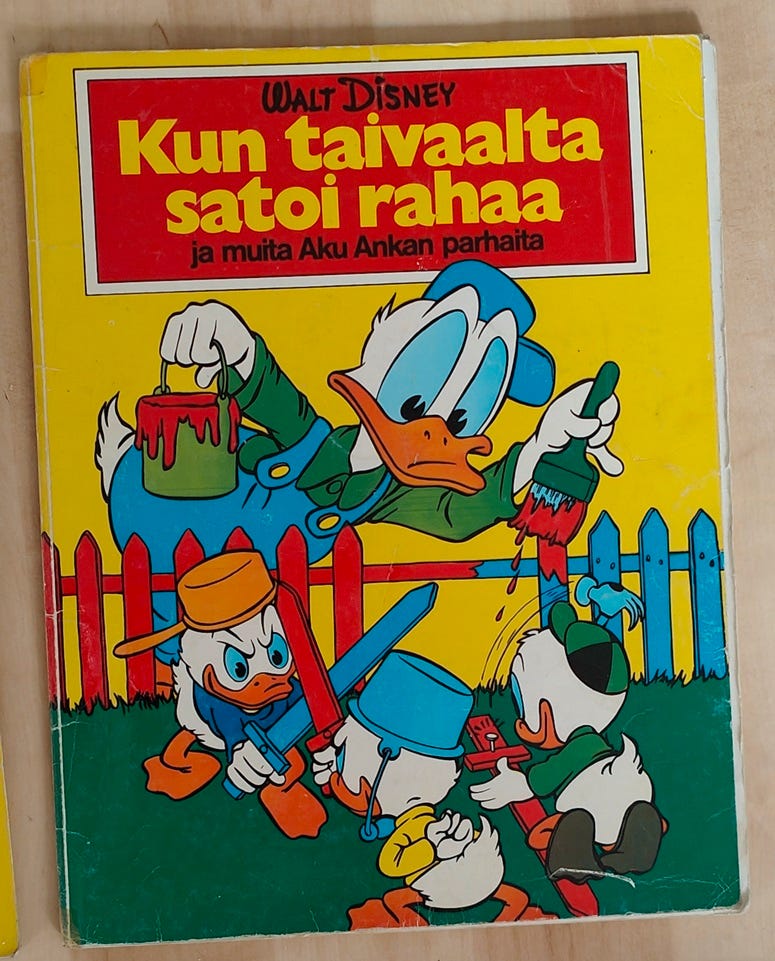 WALT DISNEY
Kun taivaalta
satoi rahaa
ja muita Aku Ankan parhaita